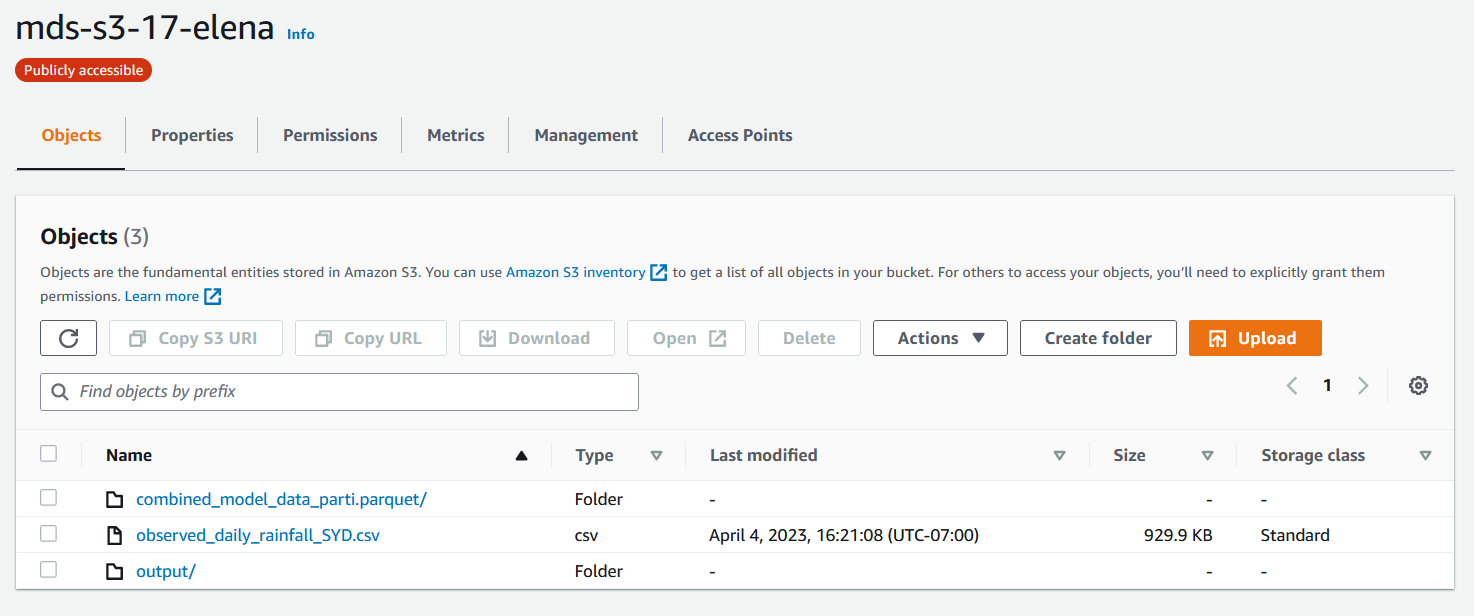 mds-s3-17-elena Info
Publicly accessible
Objects Properties Permissions Metrics Management Access Points
Objects (3)
Objects are the fundamental entities stored in Amazon S3. You can use Amazon S3 inventory to get a list of all objects in your bucket. For others to access your objects, you’ll need to explicitly grant them
permissions. Learn more
Copy S3 URI Copy URL Download Open Delete Actions Create folder Upload
Find objects by prefix 1
Name Type Last modified Size Storage class
combined_model_data_parti.parquet/ Folder - - -
observed_daily_rainfall_SYD.csv csv April 4, 2023, 16:21:08 (UTC-07:00) 929.9 KB Standard
output/ Folder - - -